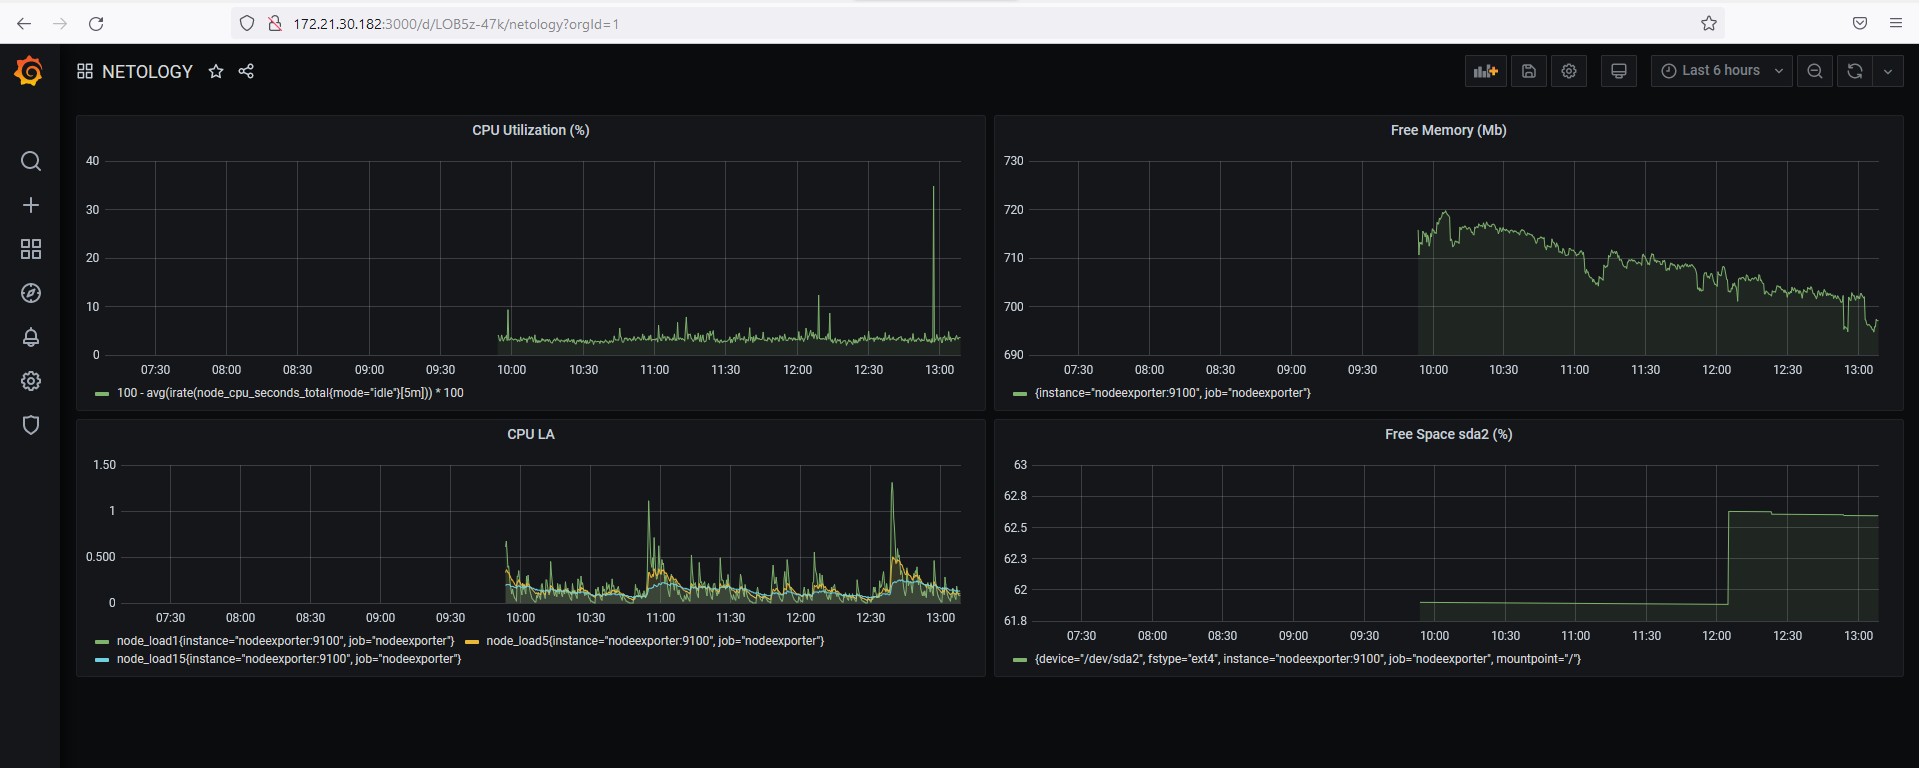 172.21.30.182:3000/d/LOB5z-47k/netology?orgId=1
NETOLOGY
Last 6 hours
CPU Utilization (%)
40
30
20
10
0
07:30 08:00 08:30 09:00 09:30 10:00 10:30 11:00 11:30 12:00 12:30 13:00
100 - avg(irate(node_cpu_seconds_total{mode="idle"}[5m])) * 100
Free Memory (Mb)
730
720
710
700
690
07:30 08:00 08:30 09:00 09:30 10:00 10:30 11:00 11:30 12:00 12:30 13:00
{instance="nodeexporter:9100", job="nodeexporter"}
CPU LA
1.50
1
0.500
0
07:30 08:00 08:30 09:00 09:30 10:00 10:30 11:00 11:30 12:00 12:30 13:00
node_load1{instance="nodeexporter:9100", job="nodeexporter"} node_load5{instance="nodeexporter:9100", job="nodeexporter"}
node_load15{instance="nodeexporter:9100", job="nodeexporter"}
Free Space sda2 (%)
63
62.8
62.5
62.3
62
61.8
07:30 08:00 08:30 09:00 09:30 10:00 10:30 11:00 11:30 12:00 12:30 13:00
{device="/dev/sda2", fstype="ext4", instance="nodeexporter:9100", job="nodeexporter", mountpoint="/"}